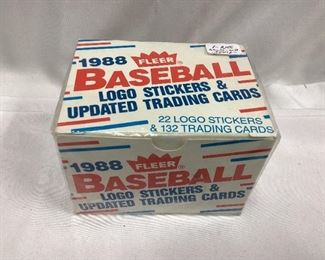 1988 FLEER
BASEBALL
LOGO STICKERS &
UPDATED TRADING CARDS
22 LOGO STICKERS
& 132 TRADING CARDS
1988 FLEER
BASEBALL
LOGO STICKERS &
UPDATED TRADING CARDS